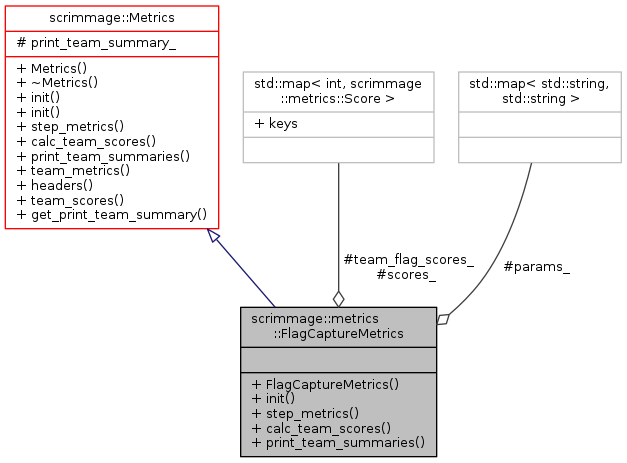 scrimmage::Metrics
# print_team_summary_
+ Metrics()
+ ~Metrics()
+ init()
+ init()
+ step_metrics()
+ calc_team_scores()
+ print_team_summaries()
+ team_metrics()
+ headers()
+ team_scores()
+ get_print_team_summary()
std::map< int, scrimmage
::metrics::Score >
+ keys
std::map< std::string,
std::string >
#team_flag_scores_
#scores_
#params_
scrimmage::metrics
::FlagCaptureMetrics
+ FlagCaptureMetrics()
+ init()
+ step_metrics()
+ calc_team_scores()
+ print_team_summaries()